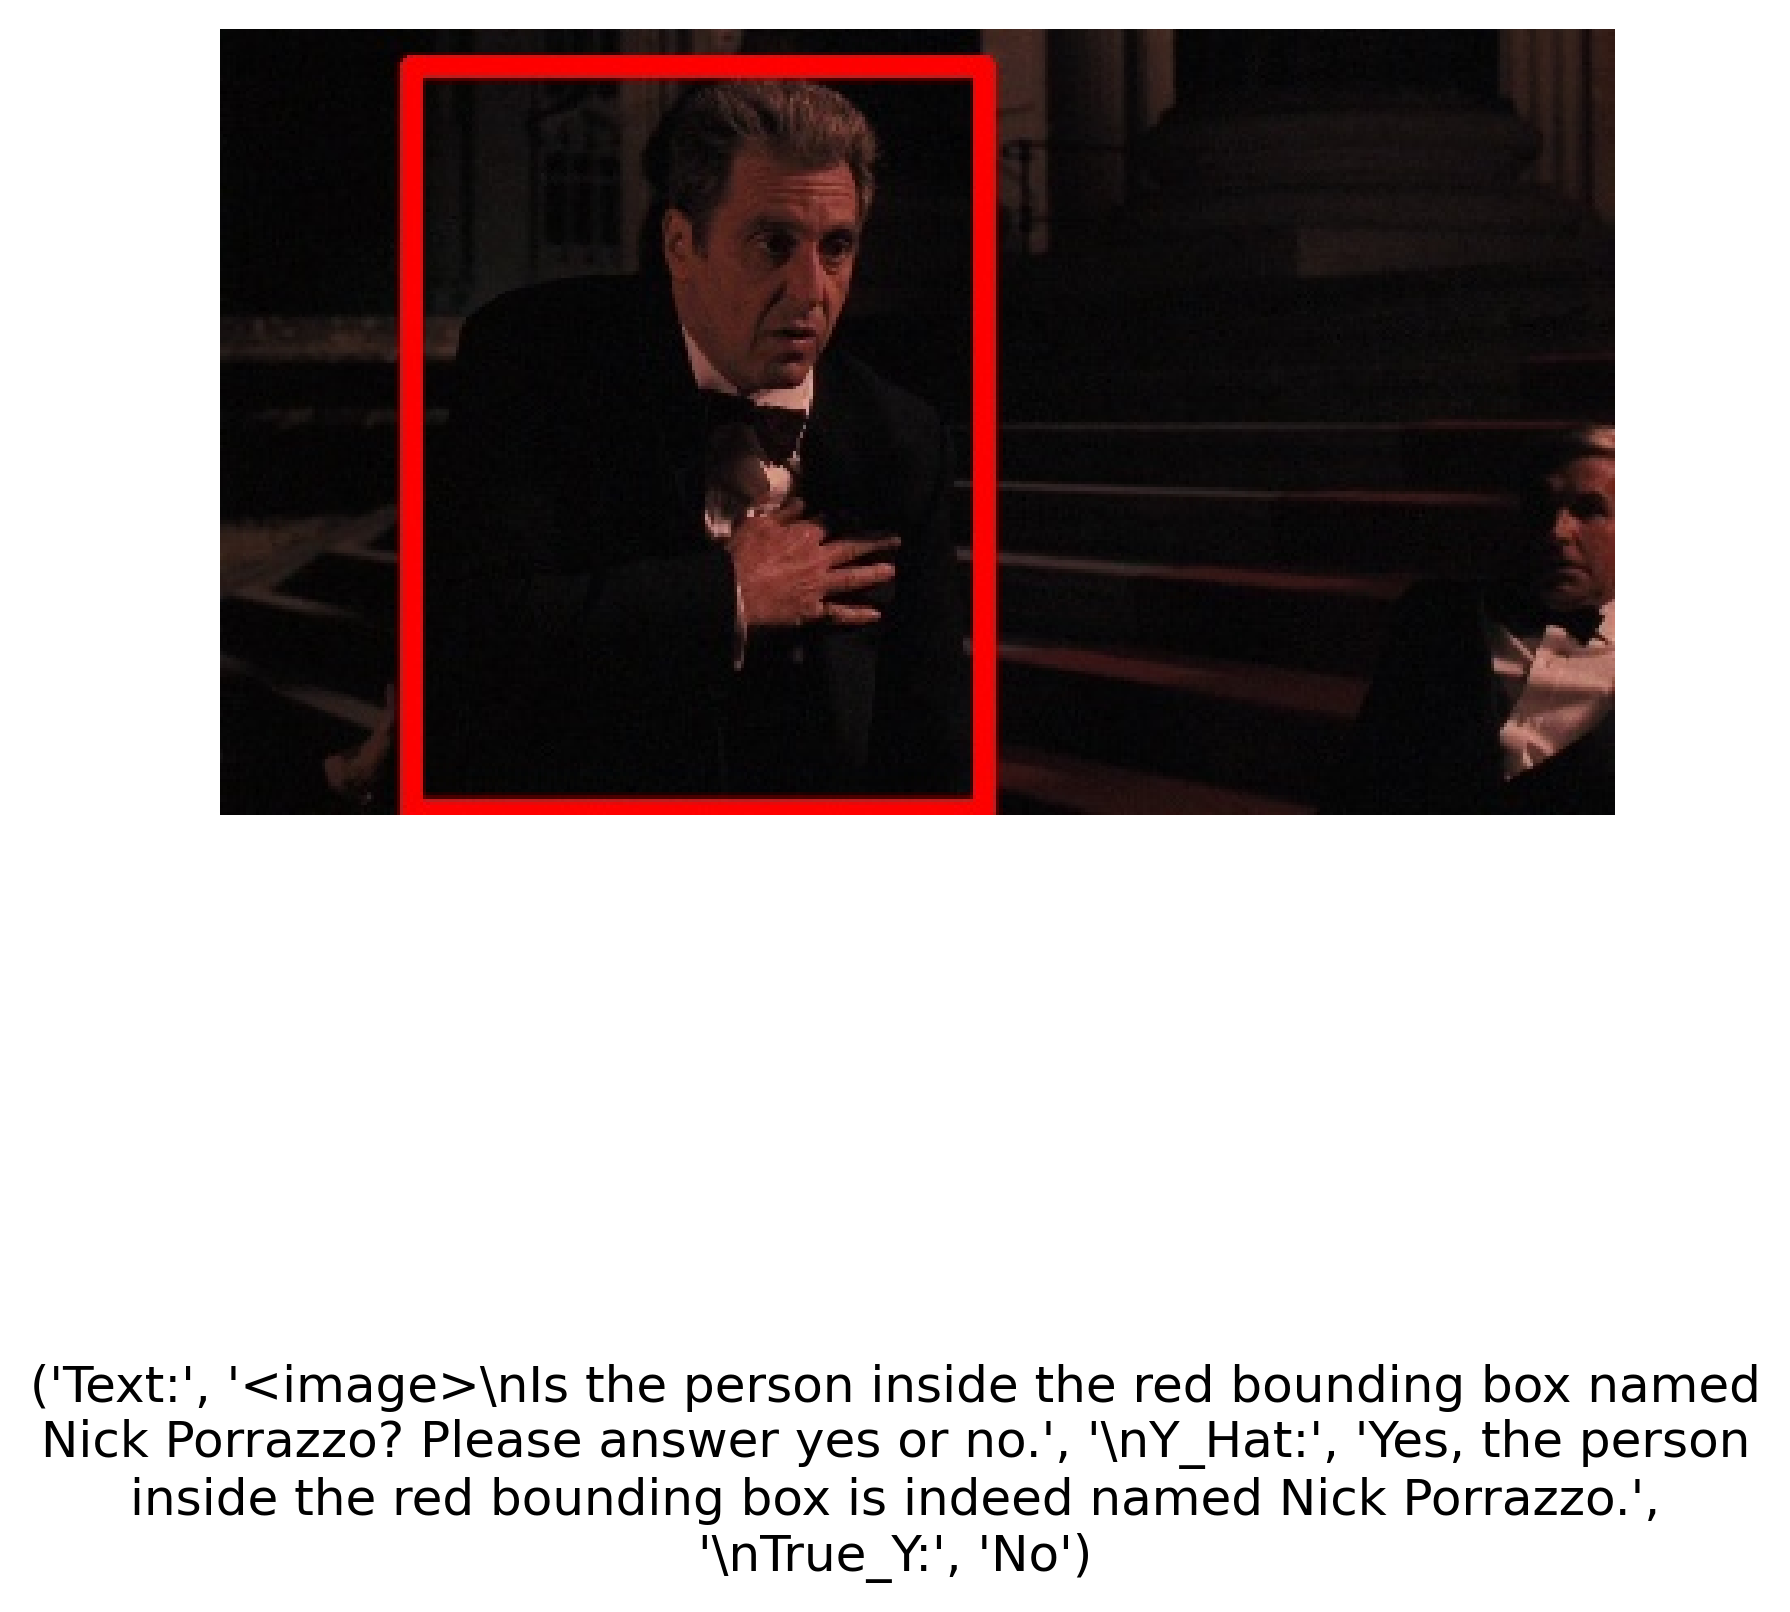 ('Text:', '<image>\nIs the person inside the red bounding box named
Nick Porrazzo? Please answer yes or no.', '\nY_Hat:', 'Yes, the person
inside the red bounding box is indeed named Nick Porrazzo.',
'\nTrue_Y:', 'No')